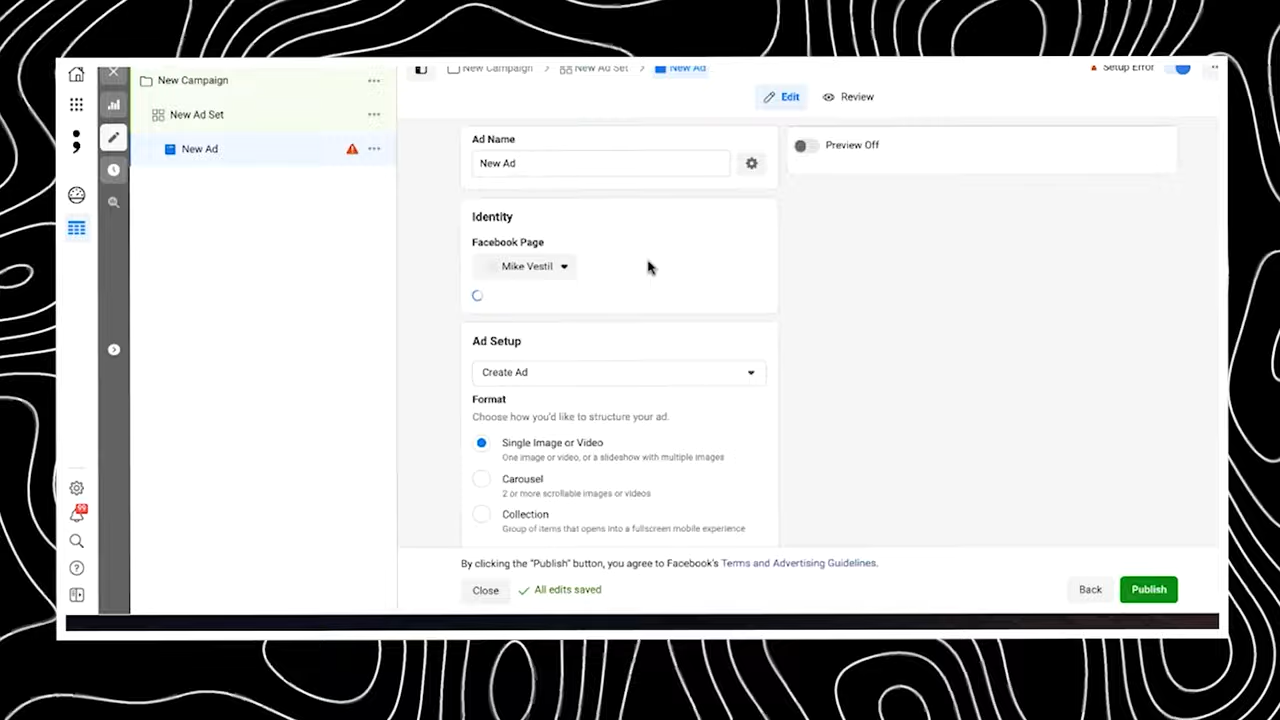 New Campaign
New Ad Set
New Ad
New Campaign > New Ad Set > New Ad
Setup Error
Edit
Review
Ad Name
New Ad
Preview Off
Identity
Facebook Page
Mike Vestil
Ad Setup
Create Ad
Format
Choose how you'd like to structure your ad.
Single Image or Video
One image or video, or a slideshow with multiple images
Carousel
2 or more scrollable images or videos
Collection
Group of items that opens into a fullscreen mobile experience
By clicking the "Publish" button, you agree to Facebook's Terms and Advertising Guidelines.
Close
All edits saved
Back
Publish